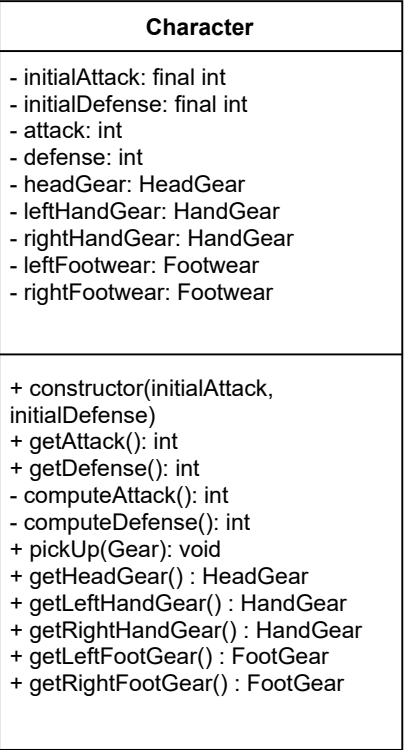 Character
- initialAttack: final int
- initialDefense: final int
- attack: int
- defense: int
- headGear: HeadGear
- leftHandGear: HandGear
- rightHandGear: HandGear
- leftFootwear: Footwear
- rightFootwear: Footwear
+ constructor(initialAttack,
initialDefense)
+ getAttack(): int
+ getDefense(): int
- computeAttack(): int
- computeDefense(): int
+ pickUp(Gear): void
+ getHeadGear() : HeadGear
+ getLeftHandGear() : HandGear
+ getRightHandGear() : HandGear
+ getLeftFootGear() : FootGear
+ getRightFootGear() : FootGear